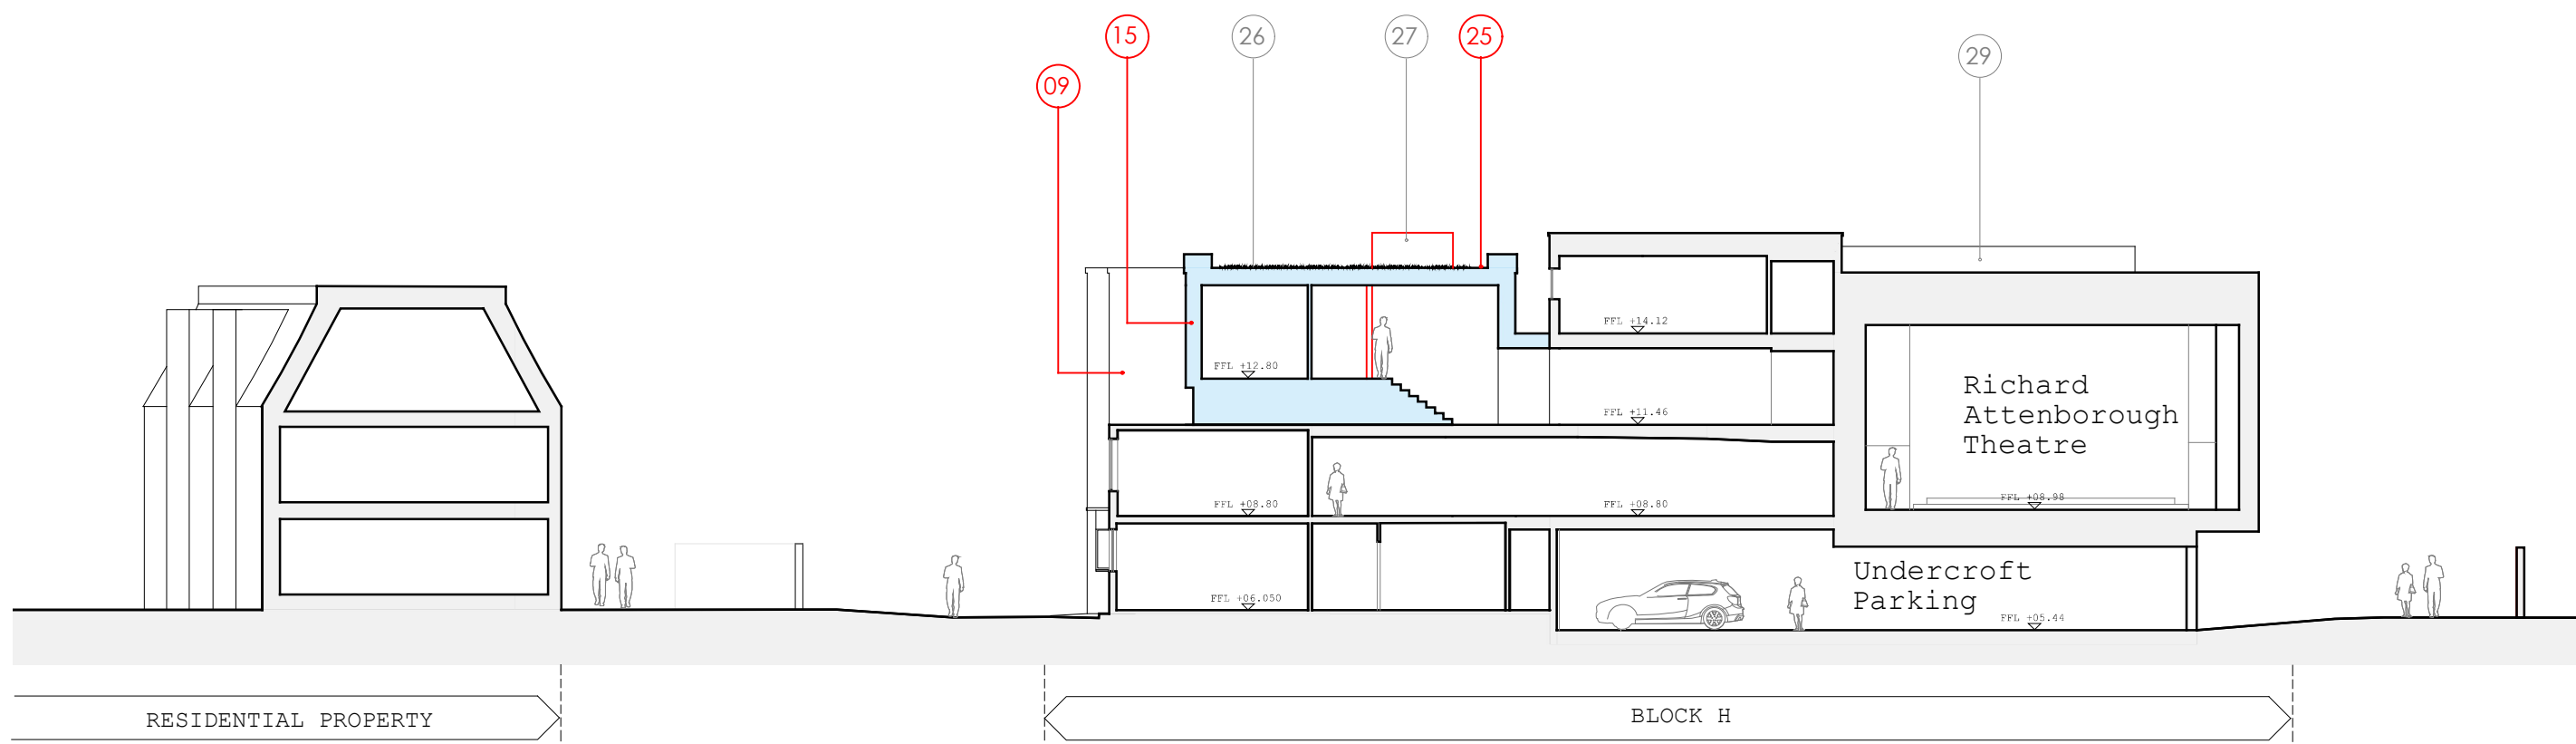 15
26
27
25
29
09
FFL +14.12
FFL +12.80
Richard
Attenborough
Theatre
FFL +11.46
FFL +08.80
FFL +08.80
FFL +08.98
Undercroft
Parking
FFL +06.050
FFL +05.44
RESIDENTIAL PROPERTY
BLOCK H